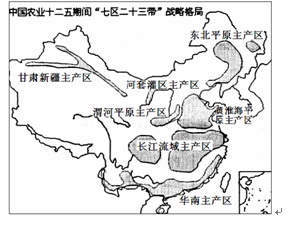 中国农业十二五期间“七区二十三带”战略格局
东北平原主产区
甘肃新疆主产区
河套灌区主产区
渭河平原主产区
黄淮海平
原主产区
长江流域主产区
华南主产区